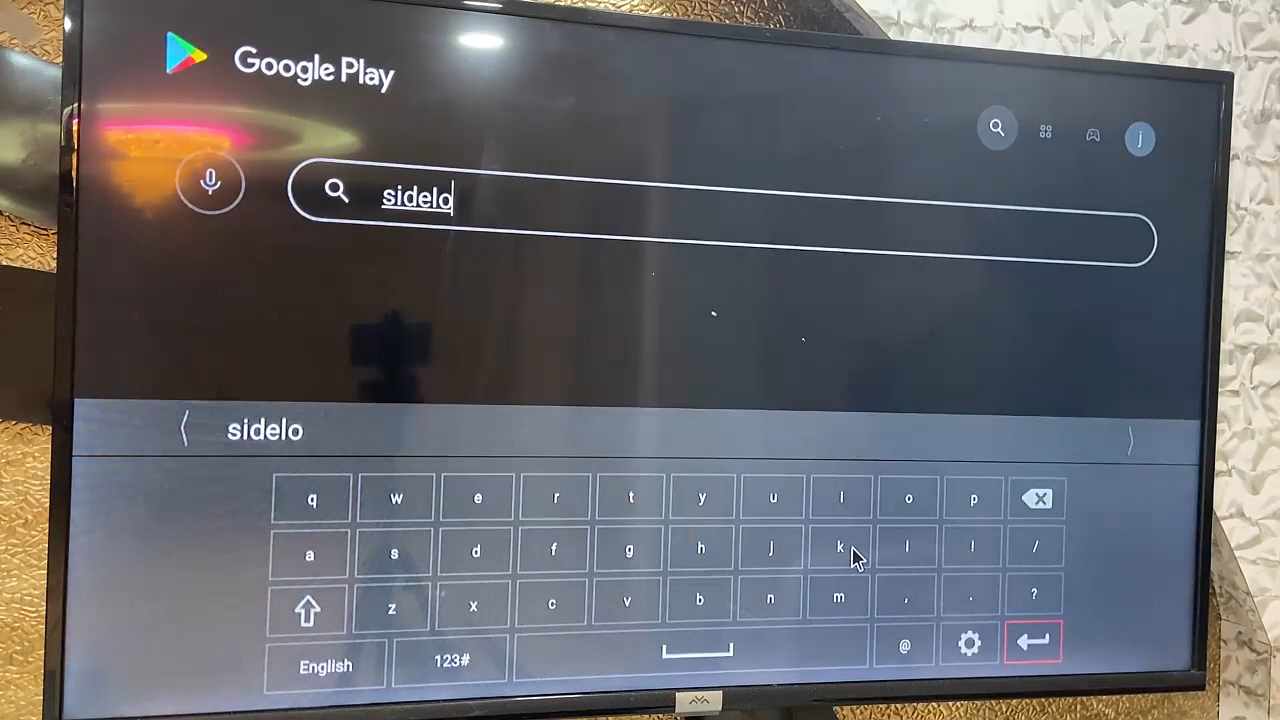 Google Play
j
sidelo
sidelo
q w e r t y u i o p
a s d f g h j k l ! /
z x c v b n m , . ?
English 123# @